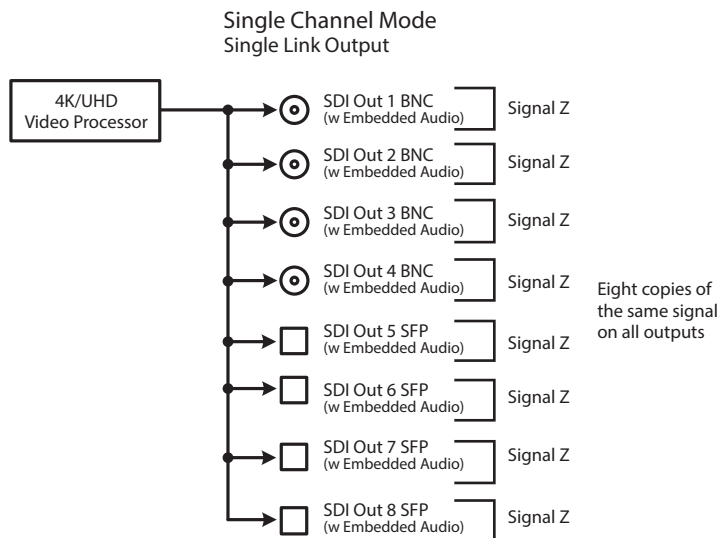 Single Channel Mode
Single Link Output
4K/UHD
Video Processor
SDI Out 1 BNC
(w Embedded Audio)
Signal Z
SDI Out 2 BNC
(w Embedded Audio)
Signal Z
SDI Out 3 BNC
(w Embedded Audio)
Signal Z
SDI Out 4 BNC
(w Embedded Audio)
Signal Z
Eight copies of
the same signal
on all outputs
SDI Out 5 SFP
(w Embedded Audio)
Signal Z
SDI Out 6 SFP
(w Embedded Audio)
Signal Z
SDI Out 7 SFP
(w Embedded Audio)
Signal Z
SDI Out 8 SFP
(w Embedded Audio)
Signal Z